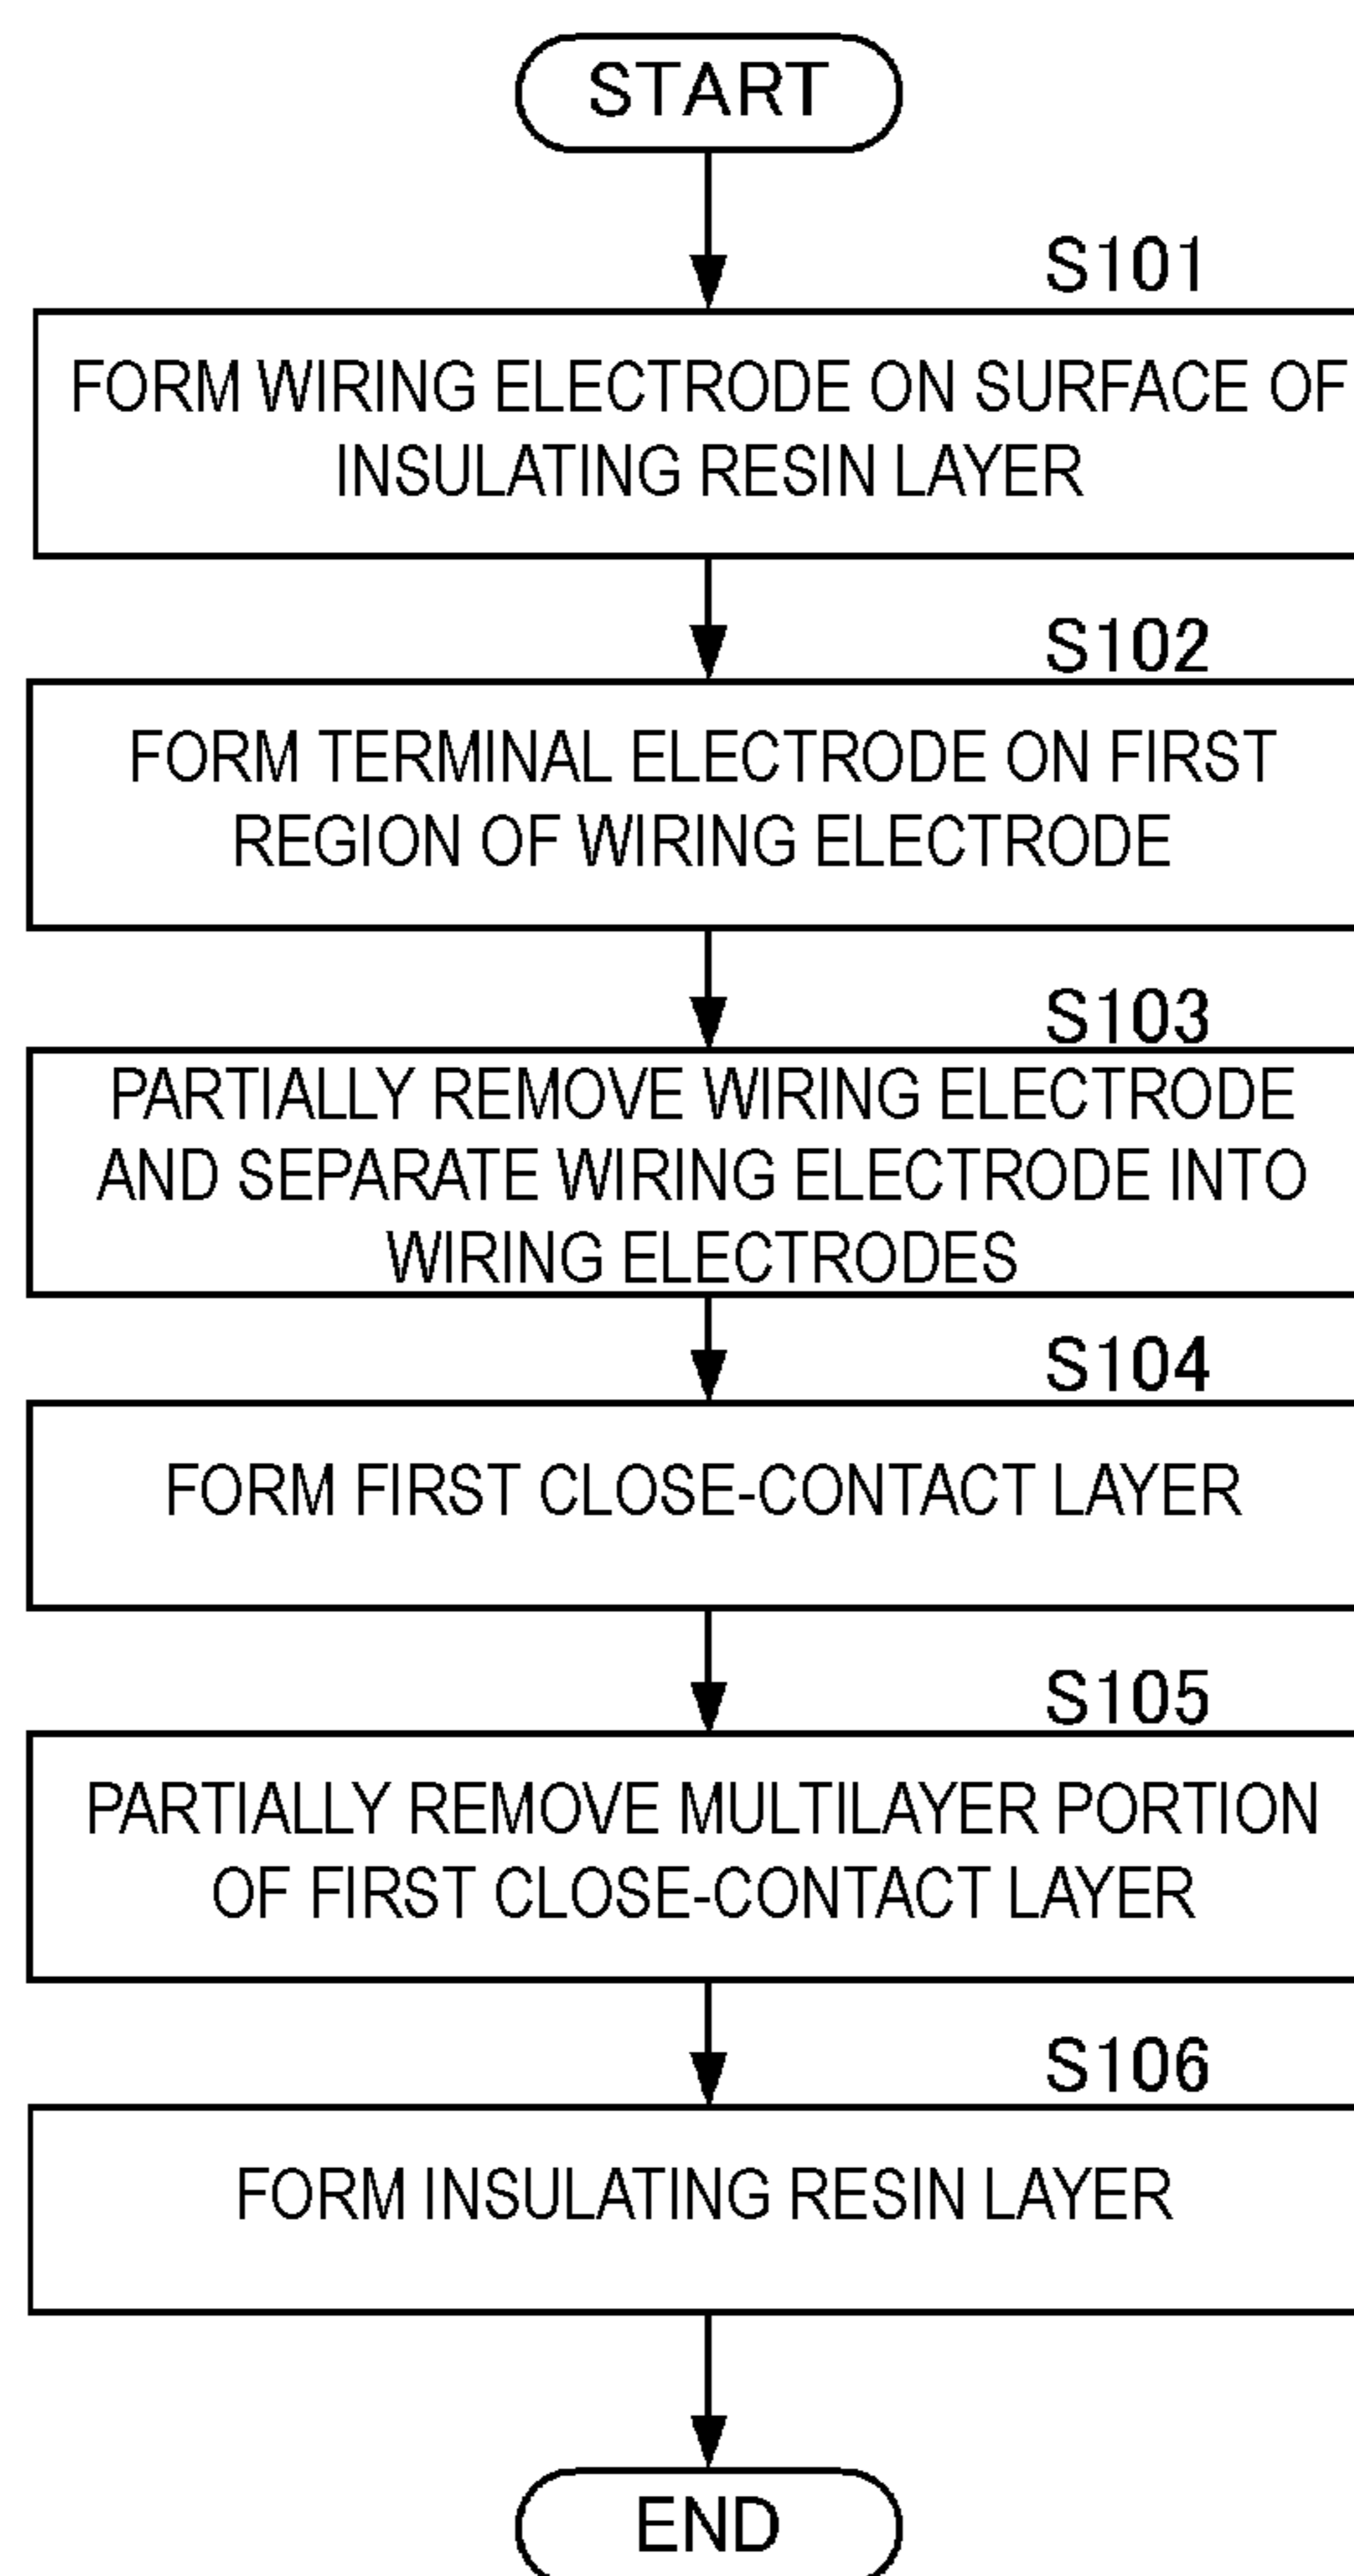 START
S101
FORM WIRING ELECTRODE ON SURFACE OF
INSULATING RESIN LAYER
S102
FORM TERMINAL ELECTRODE ON FIRST
REGION OF WIRING ELECTRODE
S103
PARTIALLY REMOVE WIRING ELECTRODE
AND SEPARATE WIRING ELECTRODE INTO
WIRING ELECTRODES
S104
FORM FIRST CLOSE-CONTACT LAYER
S105
PARTIALLY REMOVE MULTILAYER PORTION
OF FIRST CLOSE-CONTACT LAYER
S106
FORM INSULATING RESIN LAYER
END